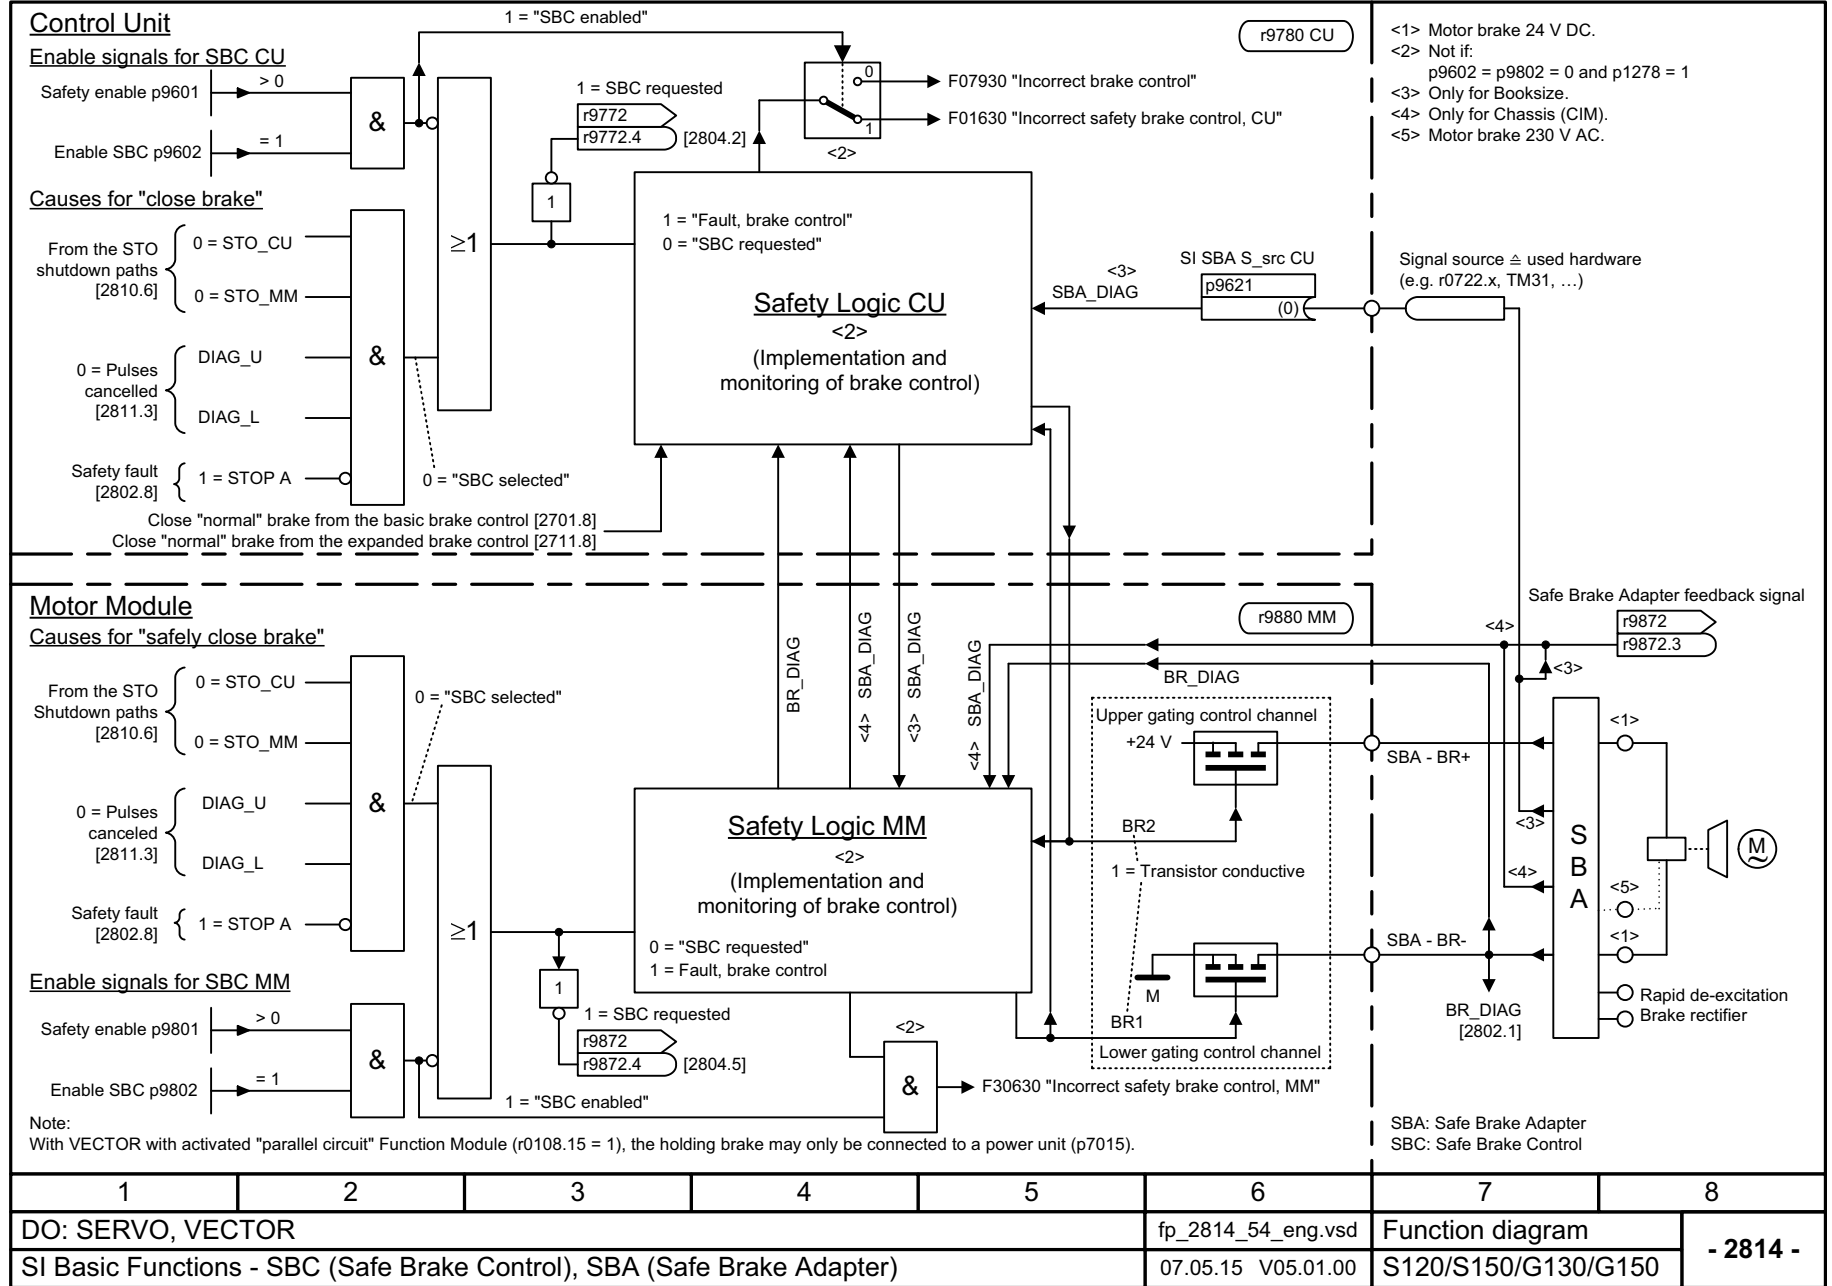 Control Unit
Enable signals for SBC CU
Safety enable p9601
> 0
Enable SBC p9602
= 1
&
1 = "SBC enabled"
r9780 CU
0
1
F07930 "Incorrect brake control"
F01630 "Incorrect safety brake control, CU"
<2>
1 = SBC requested
r9772
r9772.4
[2804.2]
1
≥1
Causes for "close brake"
From the STO
shutdown paths
[2810.6]
0 = STO_CU
0 = STO_MM
0 = Pulses
cancelled
[2811.3]
DIAG_U
DIAG_L
&
Safety fault
[2802.8]
1 = STOP A
0 = "SBC selected"
Close "normal" brake from the basic brake control [2701.8]
Close "normal" brake from the expanded brake control [2711.8]
1 = "Fault, brake control"
0 = "SBC requested"
Safety Logic CU
<2>
(Implementation and
monitoring of brake control)
<3>
SBA_DIAG
SI SBA S_src CU
p9621
(0)
<1> Motor brake 24 V DC.
<2> Not if:
p9602 = p9802 = 0 and p1278 = 1
<3> Only for Booksize.
<4> Only for Chassis (CIM).
<5> Motor brake 230 V AC.
Signal source ≙ used hardware
(e.g. r0722.x, TM31, …)
Motor Module
Causes for "safely close brake"
From the STO
Shutdown paths
[2810.6]
0 = STO_CU
0 = STO_MM
0 = Pulses
canceled
[2811.3]
DIAG_U
DIAG_L
&
Safety fault
[2802.8]
1 = STOP A
0 = "SBC selected"
≥1
Enable signals for SBC MM
Safety enable p9801
> 0
Enable SBC p9802
= 1
&
1
1 = SBC requested
r9872
r9872.4
[2804.5]
1 = "SBC enabled"
BR_DIAG
<4> SBA_DIAG
<3> SBA_DIAG
<4> SBA_DIAG
r9880 MM
BR_DIAG
Safety Logic MM
<2>
(Implementation and
monitoring of brake control)
0 = "SBC requested"
1 = Fault, brake control
<2>
&
F30630 "Incorrect safety brake control, MM"
Upper gating control channel
+24 V
BR2
1 = Transistor conductive
M
BR1
Lower gating control channel
Safe Brake Adapter feedback signal
r9872
r9872.3
<4>
<3>
SBA - BR+
<3>
<4>
SBA - BR-
BR_DIAG
[2802.1]
S
B
A
<1>
<5>
<1>
M
~
Rapid de-excitation
Brake rectifier
SBA: Safe Brake Adapter
SBC: Safe Brake Control
Note:
With VECTOR with activated "parallel circuit" Function Module (r0108.15 = 1), the holding brake may only be connected to a power unit (p7015).
1 2 3 4 5 6 7 8
DO: SERVO, VECTOR
fp_2814_54_eng.vsd
Function diagram
- 2814 -
SI Basic Functions - SBC (Safe Brake Control), SBA (Safe Brake Adapter)
07.05.15 V05.01.00
S120/S150/G130/G150